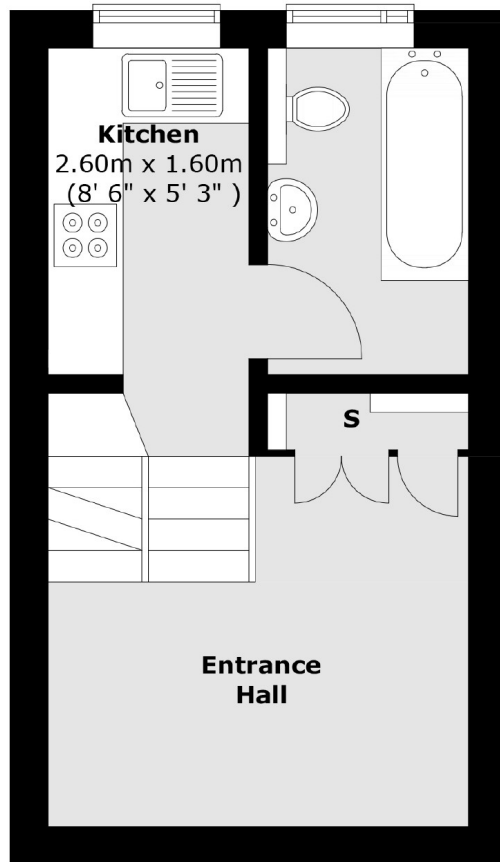 Kitchen
2.60m x 1.60m
(8' 6" x 5' 3" )
S
Entrance
Hall